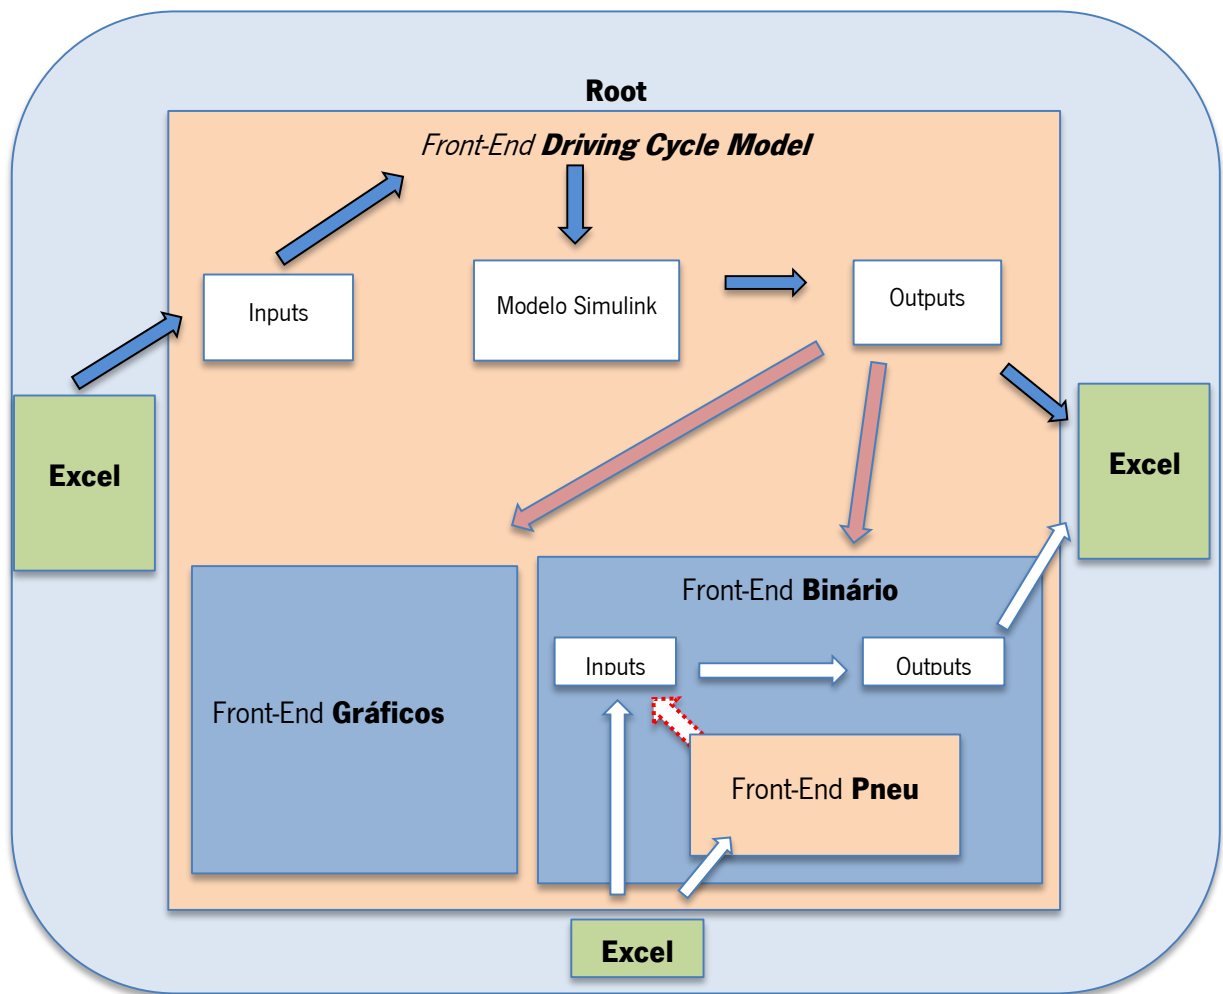 Root
Front-End Driving Cycle Model
Inputs
Modelo Simulink
Outputs
Excel
Excel
Front-End Binário
Inputs
Outputs
Front-End Gráficos
Front-End Pneu
Excel